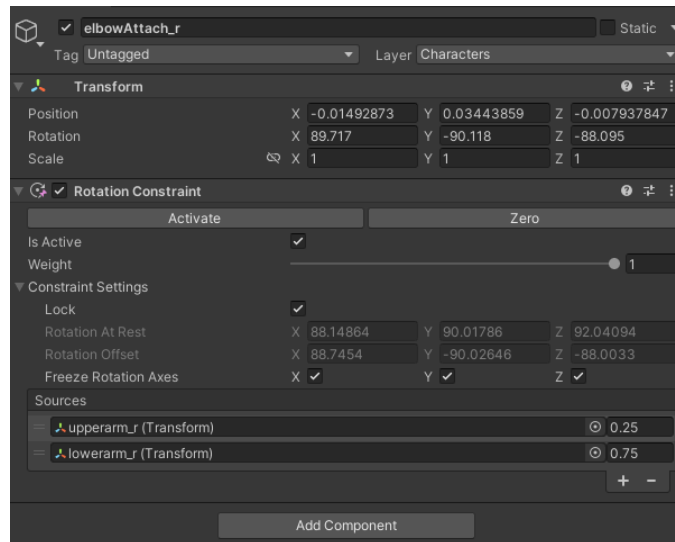 elbowAttach_r Static
Tag Untagged Layer Characters
Transform
Position X -0.01492873 Y 0.03443859 Z -0.007937847
Rotation X 89.717 Y -90.118 Z -88.095
Scale X 1 Y 1 Z 1
Rotation Constraint
Activate Zero
Is Active
Weight 1
Constraint Settings
Lock
Rotation At Rest X 88.14864 Y 90.01786 Z 92.04094
Rotation Offset X 88.7454 Y -90.02646 Z -88.0033
Freeze Rotation Axes X Y Z
Sources
upperarm_r (Transform) 0.25
lowerarm_r (Transform) 0.75
+ -
Add Component